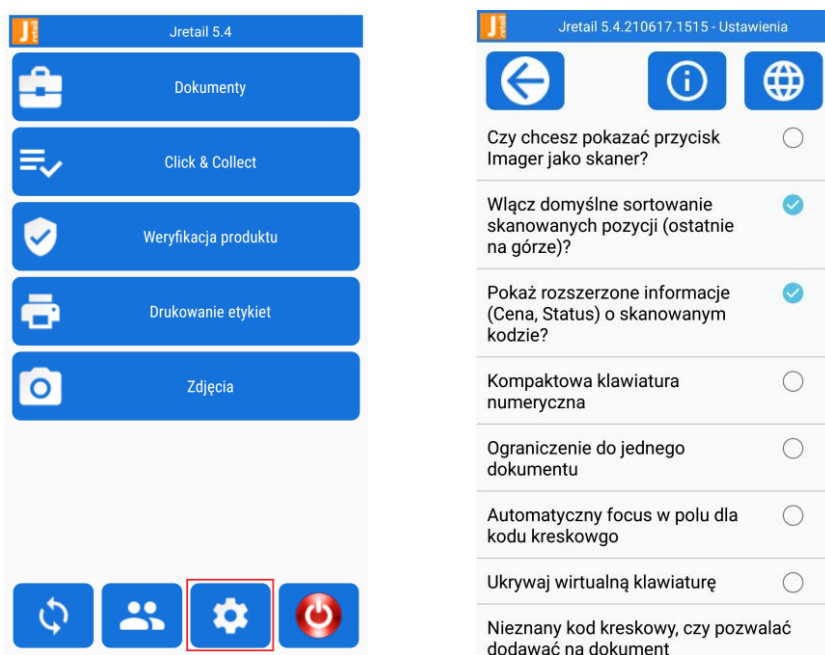 J retail
Jretail 5.4
Dokumenty
Click & Collect
Weryfikacja produktu
Drukowanie etykiet
Zdjęcia
J retail
Jretail 5.4.210617.1515 - Ustawienia
Czy chcesz pokazać przycisk
Imager jako skaner?
Włącz domyślne sortowanie
skanowanych pozycji (ostatnie
na górze)?
Pokaż rozszerzone informacje
(Cena, Status) o skanowanym
kodzie?
Kompaktowa klawiatura
numeryczna
Ograniczenie do jednego
dokumentu
Automatyczny focus w polu dla
kodu kreskowgo
Ukrywaj wirtualną klawiaturę
Nieznany kod kreskowy, czy pozwalać
dodawać na dokument